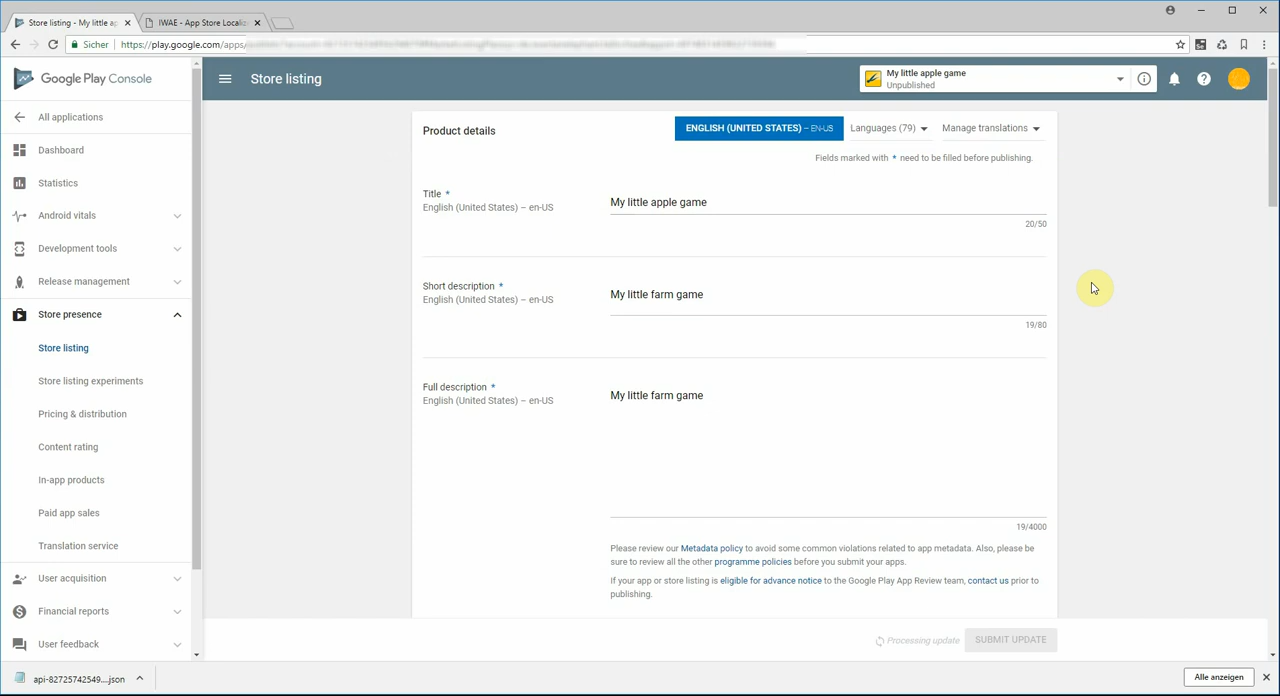 Store listing - My little ap
IWAE - App Store Localiz
Sicher
https://play.google.com/apps/
Google Play Console
Store listing
My little apple game
Unpublished
All applications
Dashboard
Statistics
Android vitals
Development tools
Release management
Store presence
Store listing
Store listing experiments
Pricing & distribution
Content rating
In-app products
Paid app sales
Translation service
User acquisition
Financial reports
User feedback
Product details
ENGLISH (UNITED STATES) – EN-US
Languages (79)
Manage translations
Fields marked with * need to be filled before publishing.
Title *
English (United States) – en-US
My little apple game
20/50
Short description *
English (United States) – en-US
My little farm game
19/80
Full description *
English (United States) – en-US
My little farm game
19/4000
Please review our Metadata policy to avoid some common violations related to app metadata. Also, please be
sure to review all the other programme policies before you submit your apps.
If your app or store listing is eligible for advance notice to the Google Play App Review team, contact us prior to
publishing.
Processing update
SUBMIT UPDATE
api-82725742549....json
Alle anzeigen